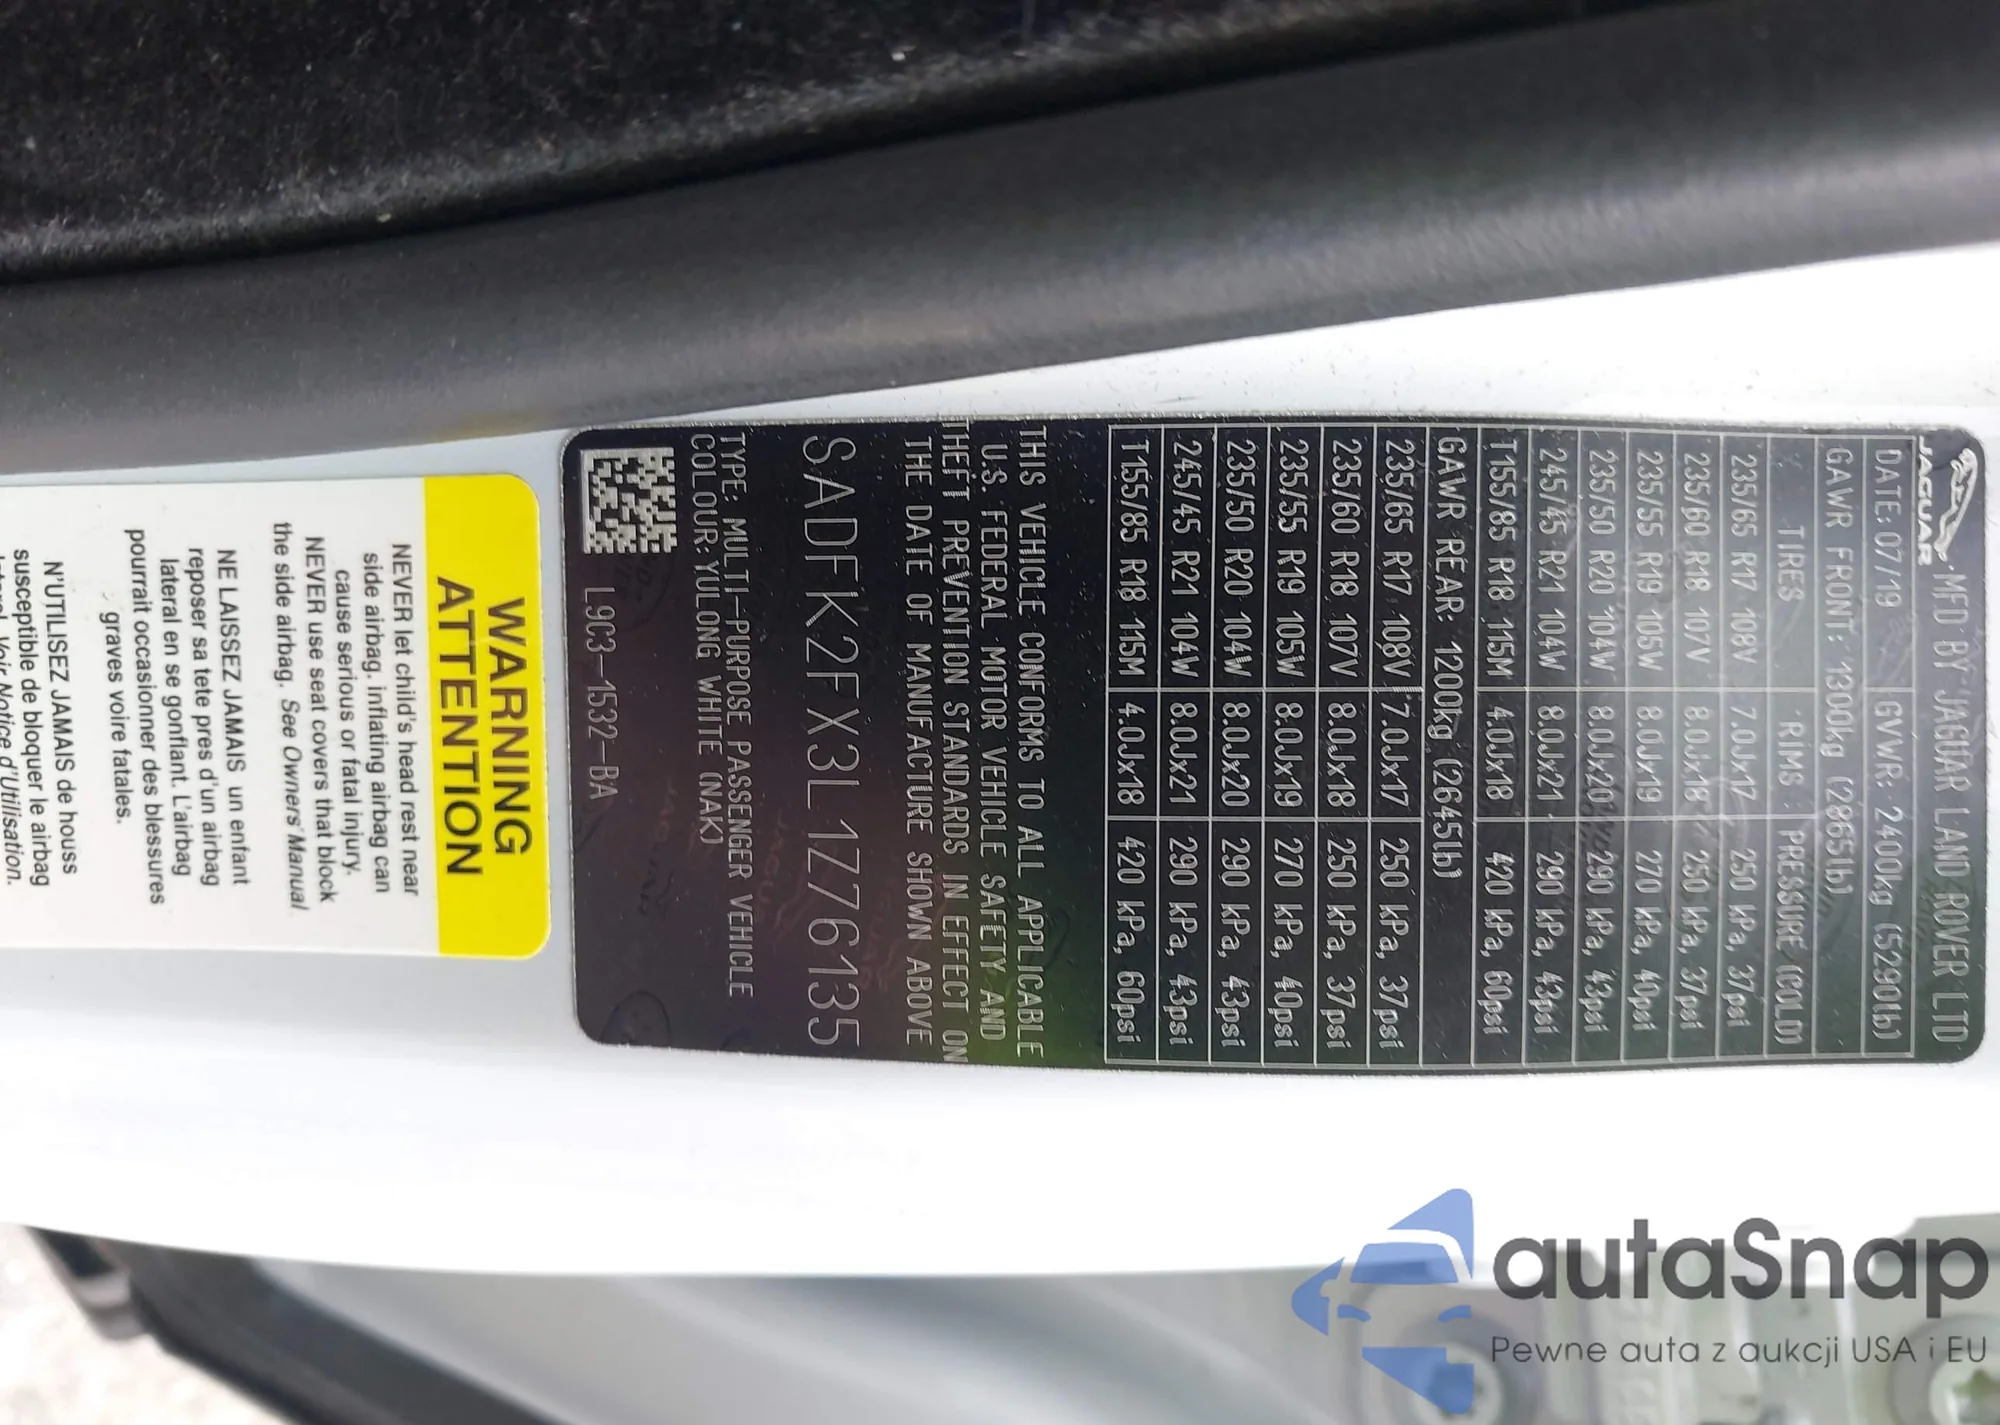 JAGUAR
MFD BY JAGUAR LAND ROVER LTD
DATE: 07/19 GVWR: 2400kg (5290lb)
GAWR FRONT: 1300kg (2865lb)
TIRES RIMS PRESSURE (COLD)
235/65 R17 108V 7.0Jx17 250 kPa, 37psi
235/60 R18 107V 8.0Jx18 250 kPa, 37psi
235/55 R19 105W 8.0Jx19 270 kPa, 40psi
235/50 R20 104W 8.0Jx20 290 kPa, 43psi
245/45 R21 104W 8.0Jx21 290 kPa, 43psi
T155/85 R18 115M 4.0Jx18 420 kPa, 60psi
GAWR REAR: 1200kg (2645lb)
235/65 R17 108V 7.0Jx17 250 kPa, 37psi
235/60 R18 107V 8.0Jx18 250 kPa, 37psi
235/55 R19 105W 8.0Jx19 270 kPa, 40psi
235/50 R20 104W 8.0Jx20 290 kPa, 43psi
245/45 R21 104W 8.0Jx21 290 kPa, 43psi
T155/85 R18 115M 4.0Jx18 420 kPa, 60psi
THIS VEHICLE CONFORMS TO ALL APPLICABLE
U.S. FEDERAL MOTOR VEHICLE SAFETY AND
THEFT PREVENTION STANDARDS IN EFFECT ON
THE DATE OF MANUFACTURE SHOWN ABOVE
SADFK2FX3L1Z76135
TYPE: MULTI-PURPOSE PASSENGER VEHICLE
COLOUR: YULONG WHITE (NAK)
L9C3-1532-BA
WARNING
ATTENTION
NEVER let child's head rest near
side airbag. inflating airbag can
cause serious or fatal injury.
NEVER use seat covers that block
the side airbag. See Owners' Manual
NE LAISSEZ JAMAIS un enfant
reposer sa tete pres d'un airbag
lateral en se gonflant. L'airbag
pourrait occasionner des blessures
graves voire fatales.
N'UTILISEZ JAMAIS de houss
susceptible de bloquer le airbag
Voir Notice d'Utilisation.
autaSnap
Pewne auta z aukcji USA i EU